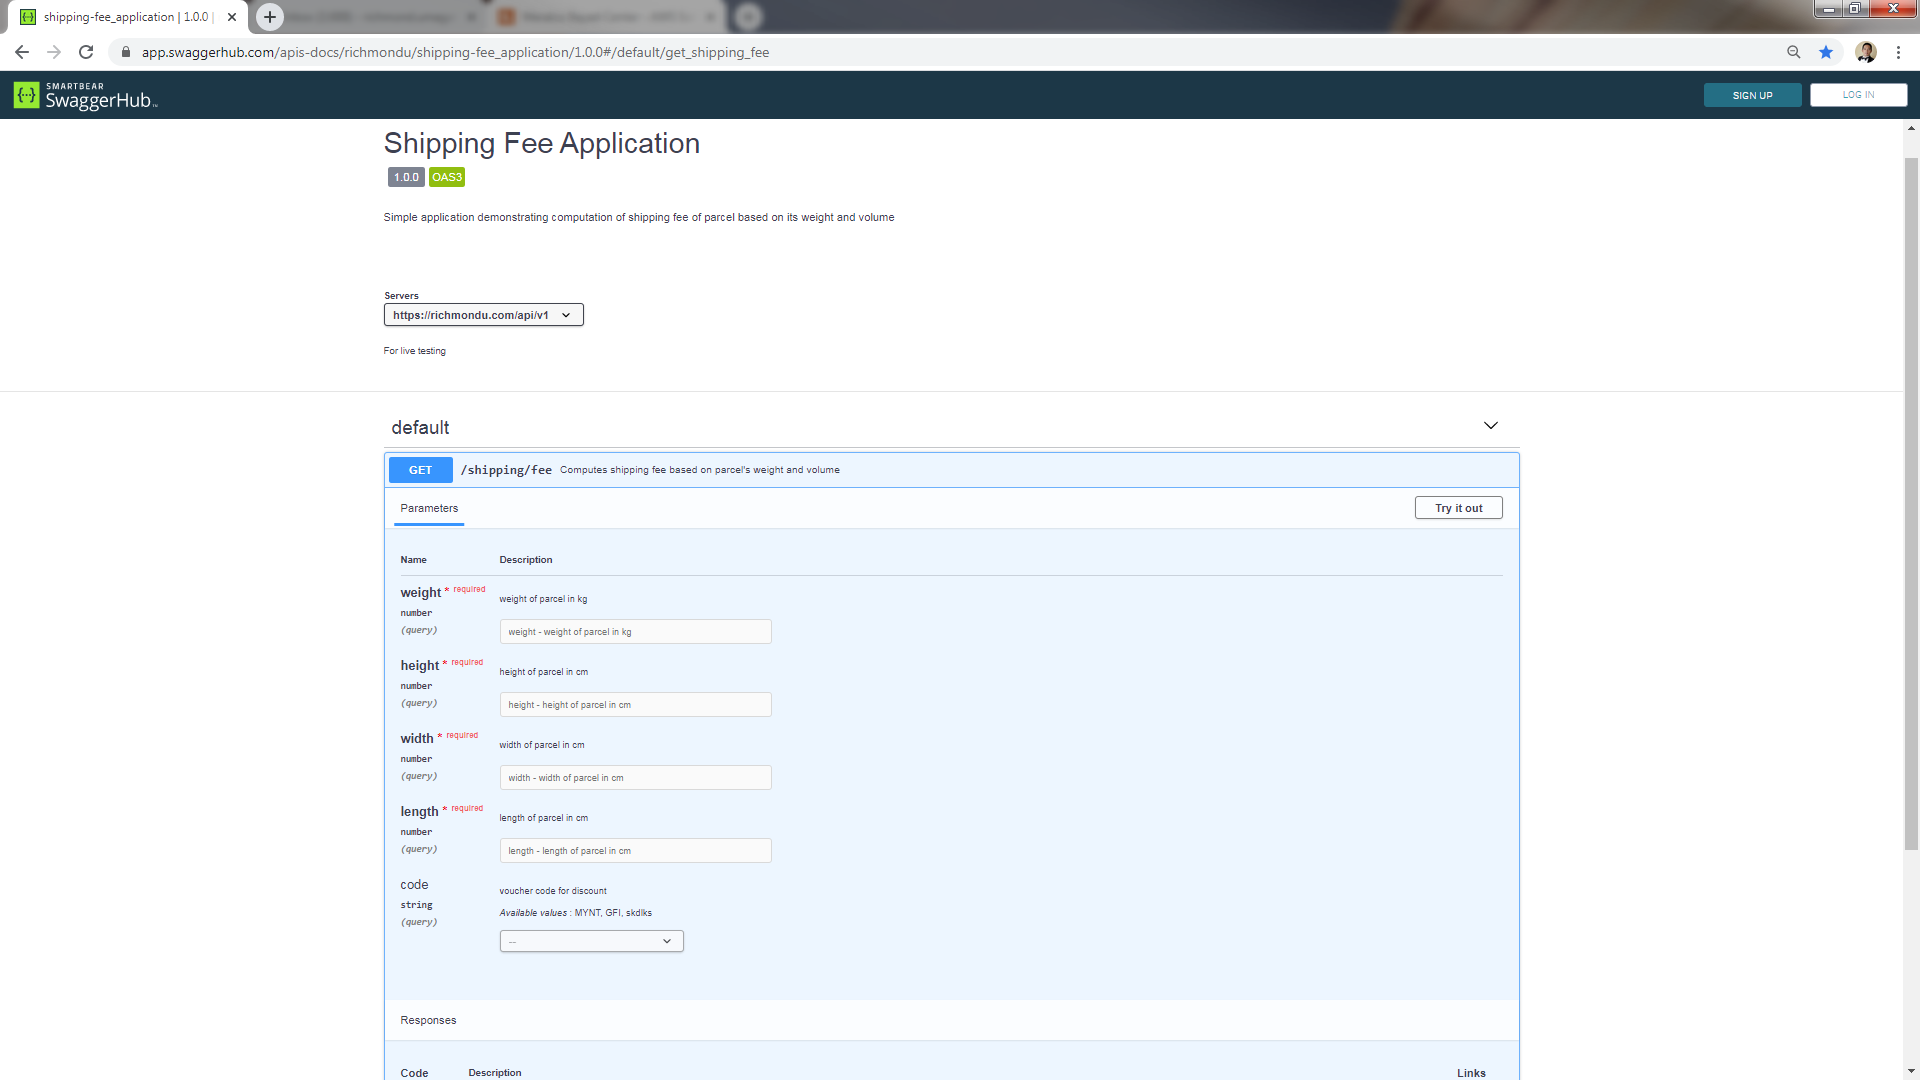 shipping-fee_application | 1.0.0 |
app.swaggerhub.com/apis-docs/richmondu/shipping-fee_application/1.0.0#/default/get_shipping_fee
SMARTBEAR
SwaggerHub
SIGN UP
LOG IN
Shipping Fee Application
1.0.0
OAS3
Simple application demonstrating computation of shipping fee of parcel based on its weight and volume
Servers
https://richmondu.com/api/v1
For live testing
default
GET /shipping/fee Computes shipping fee based on parcel's weight and volume
Parameters
Try it out
Name Description
weight * required
number
(query)
weight of parcel in kg
weight - weight of parcel in kg
height * required
number
(query)
height of parcel in cm
height - height of parcel in cm
width * required
number
(query)
width of parcel in cm
width - width of parcel in cm
length * required
number
(query)
length of parcel in cm
length - length of parcel in cm
code
string
(query)
voucher code for discount
Available values : MYNT, GFI, skdlks
--
Responses
Code Description Links